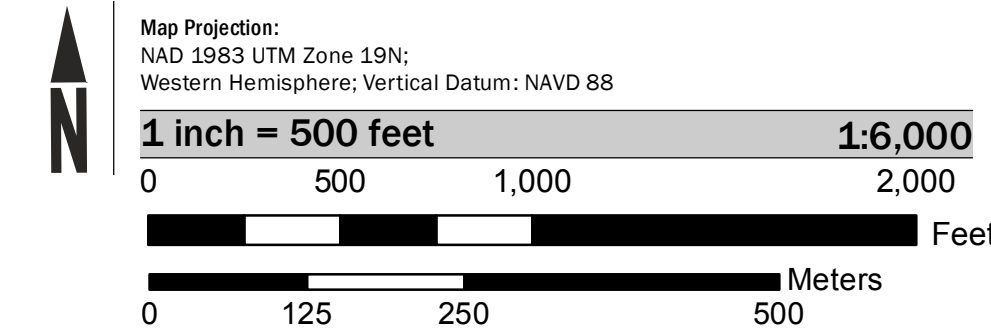 N
Map Projection:
NAD 1983 UTM Zone 19N;
Western Hemisphere; Vertical Datum: NAVD 88
1 inch = 500 feet 1:6,000
0 500 1,000 2,000
Feet
Meters
0 125 250 500